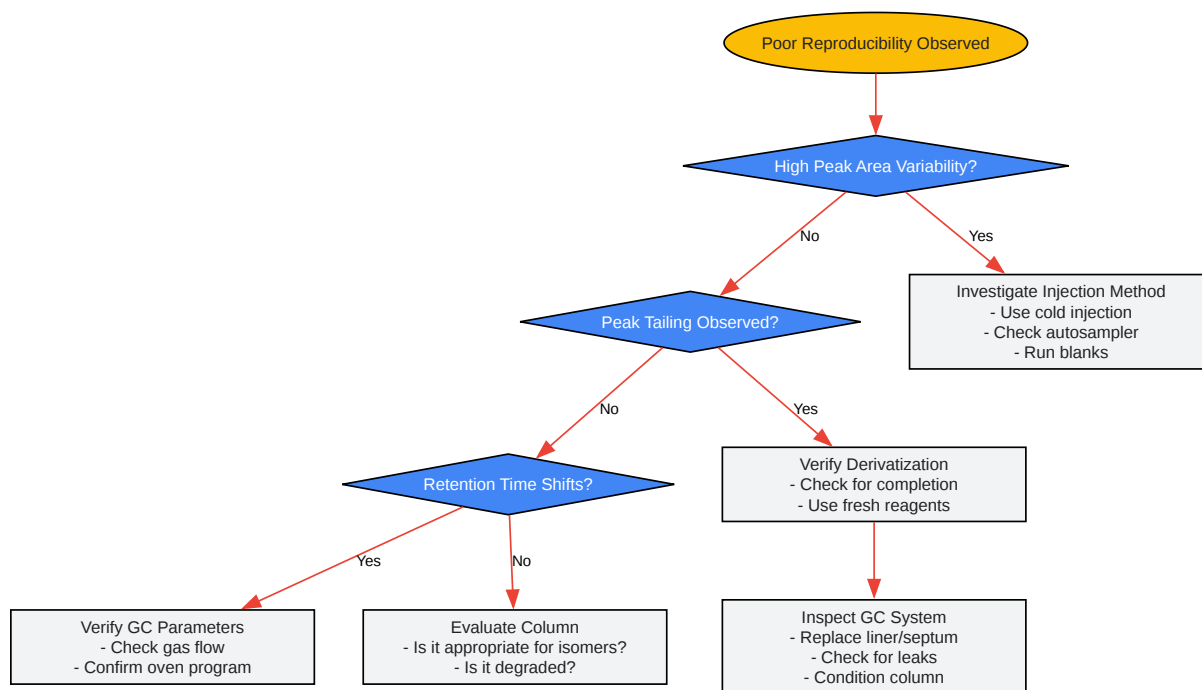 Poor Reproducibility Observed
High Peak Area Variability?
No
Yes
Investigate Injection Method
- Use cold injection
- Check autosampler
- Run blanks
Peak Tailing Observed?
No
Yes
Verify Derivatization
- Check for completion
- Use fresh reagents
Retention Time Shifts?
Yes
No
Verify GC Parameters
- Check gas flow
- Confirm oven program
Evaluate Column
- Is it appropriate for isomers?
- Is it degraded?
Inspect GC System
- Replace liner/septum
- Check for leaks
- Condition column